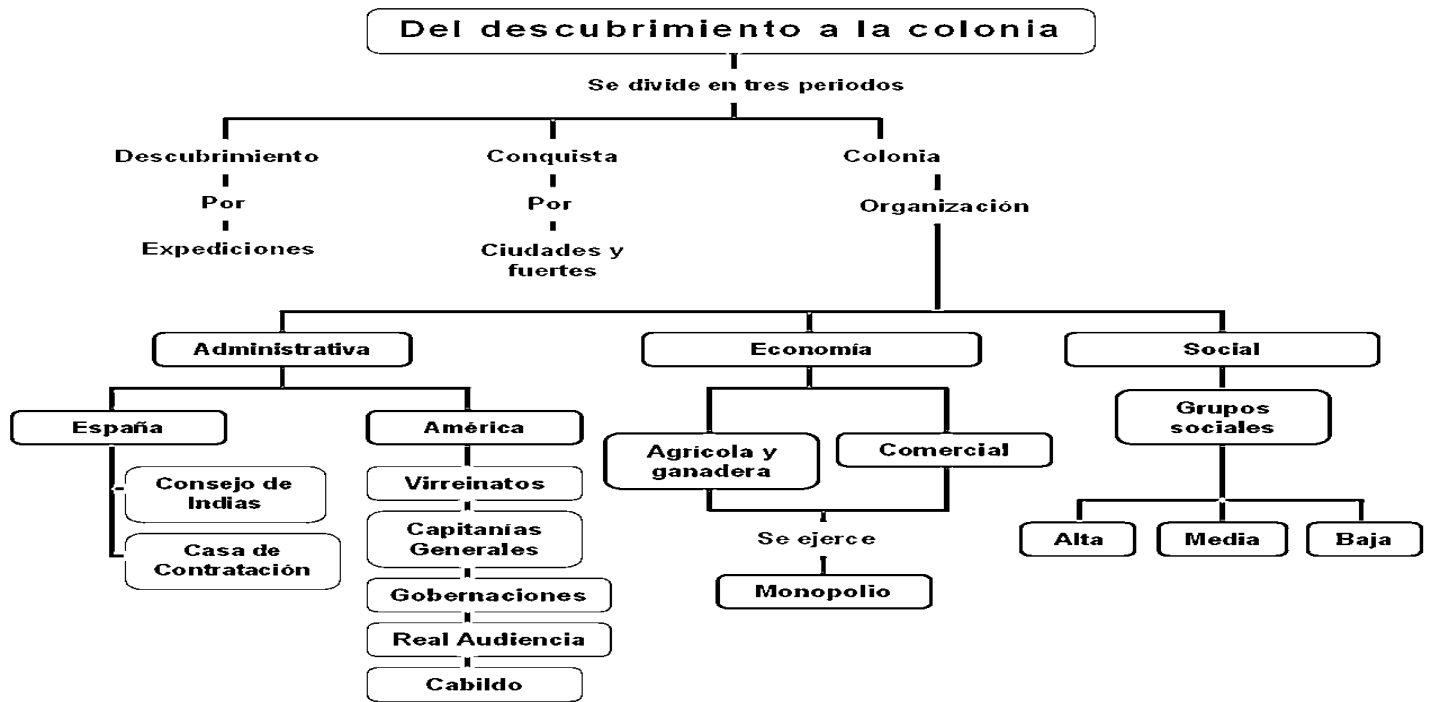 Del descubrimiento a la colonia
Se divide en tres periodos
Descubrimiento
Conquista
Colonia
Por
Por
Organización
Expediciones
Ciudades y
fuertes
Administrativa
Economía
Social
España
América
Agrícola y
ganadera
Comercial
Grupos
sociales
Consejo de
Indias
Casa de
Contratación
Virreinatos
Capitanías
Generales
Gobernaciones
Real Audiencia
Cabildo
Se ejerce
Monopolio
Alta
Media
Baja